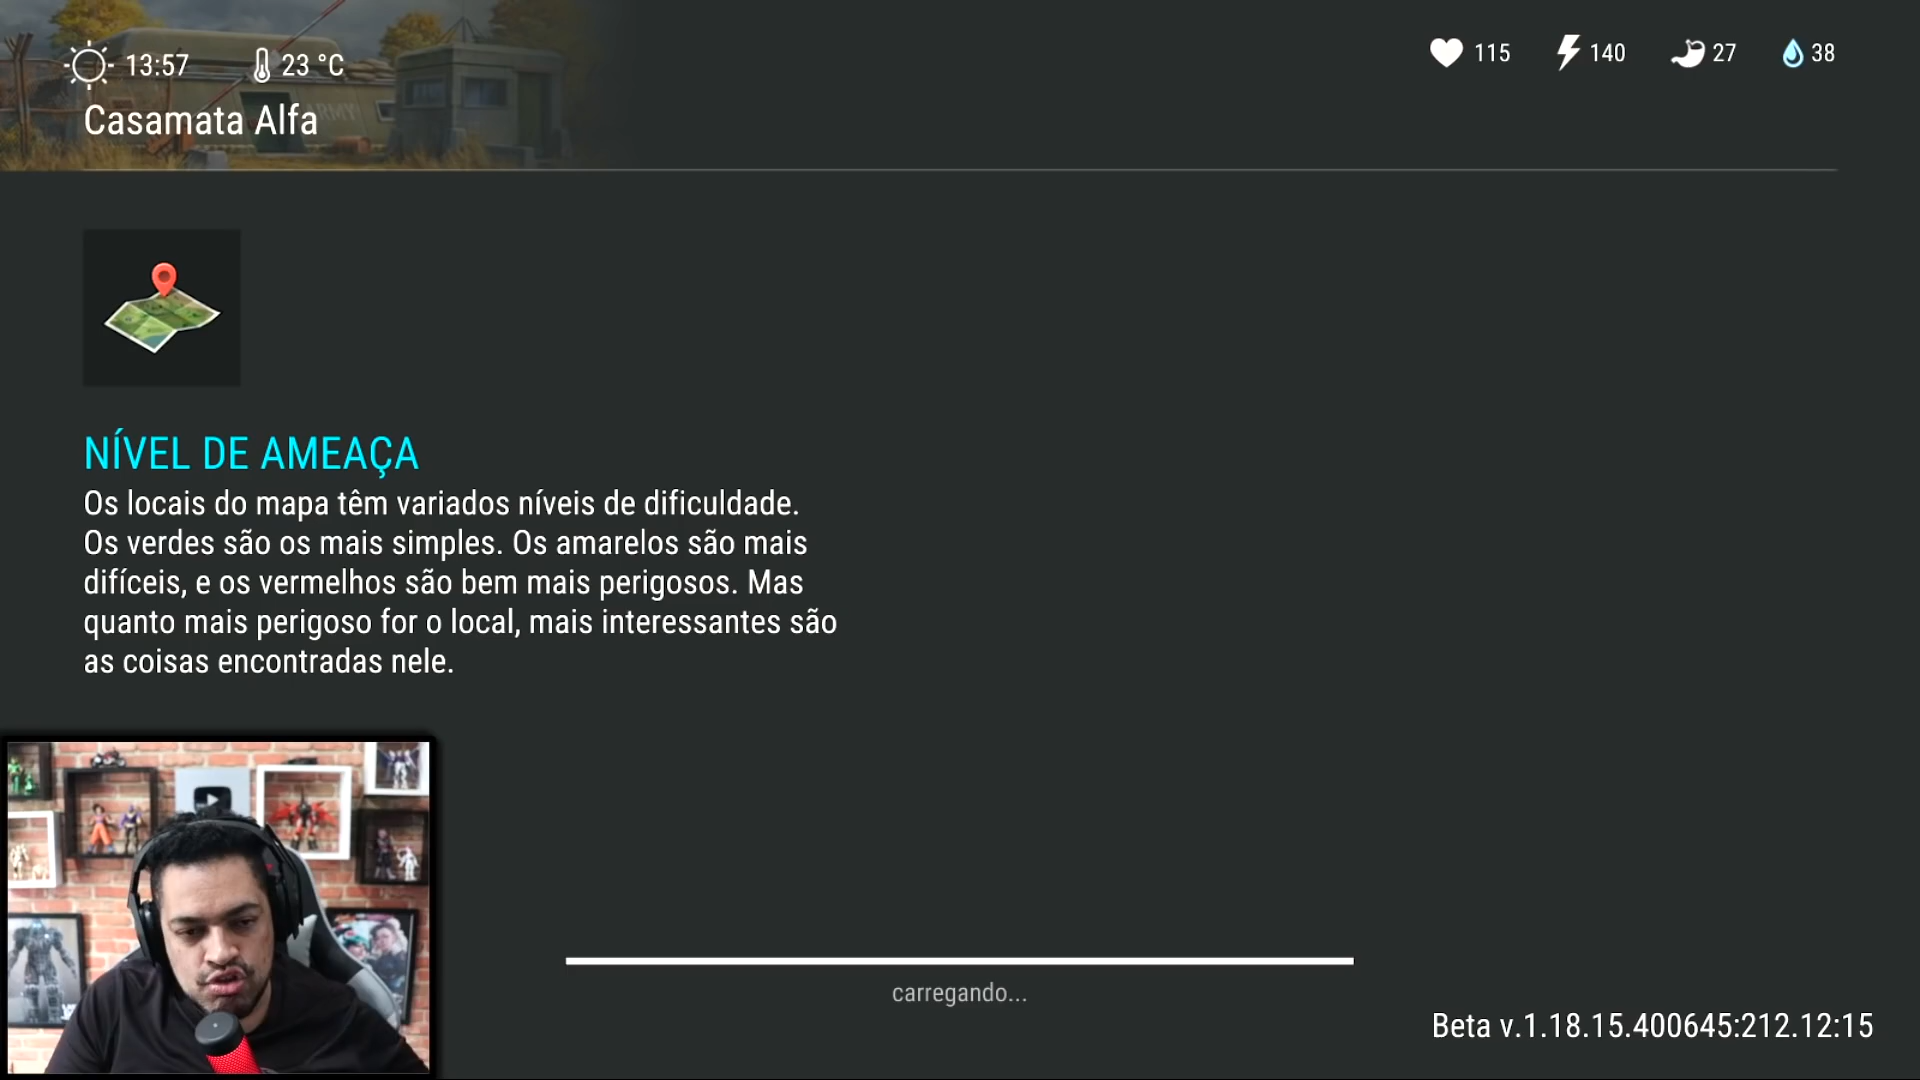 13:57
23 °C
115
140
27
38
ARMY
Casamata Alfa
NÍVEL DE AMEAÇA
Os locais do mapa têm variados níveis de dificuldade.
Os verdes são os mais simples. Os amarelos são mais
difíceis, e os vermelhos são bem mais perigosos. Mas
quanto mais perigoso for o local, mais interessantes são
as coisas encontradas nele.
carregando...
Beta v.1.18.15.400645:212.12:15